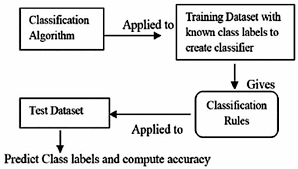 Classification
Algorithm
Applied to
Training Dataset with
known class labels to
create classifier
Gives
Classification
Rules
Applied to
Test Dataset
Predict Class labels and compute accuracy